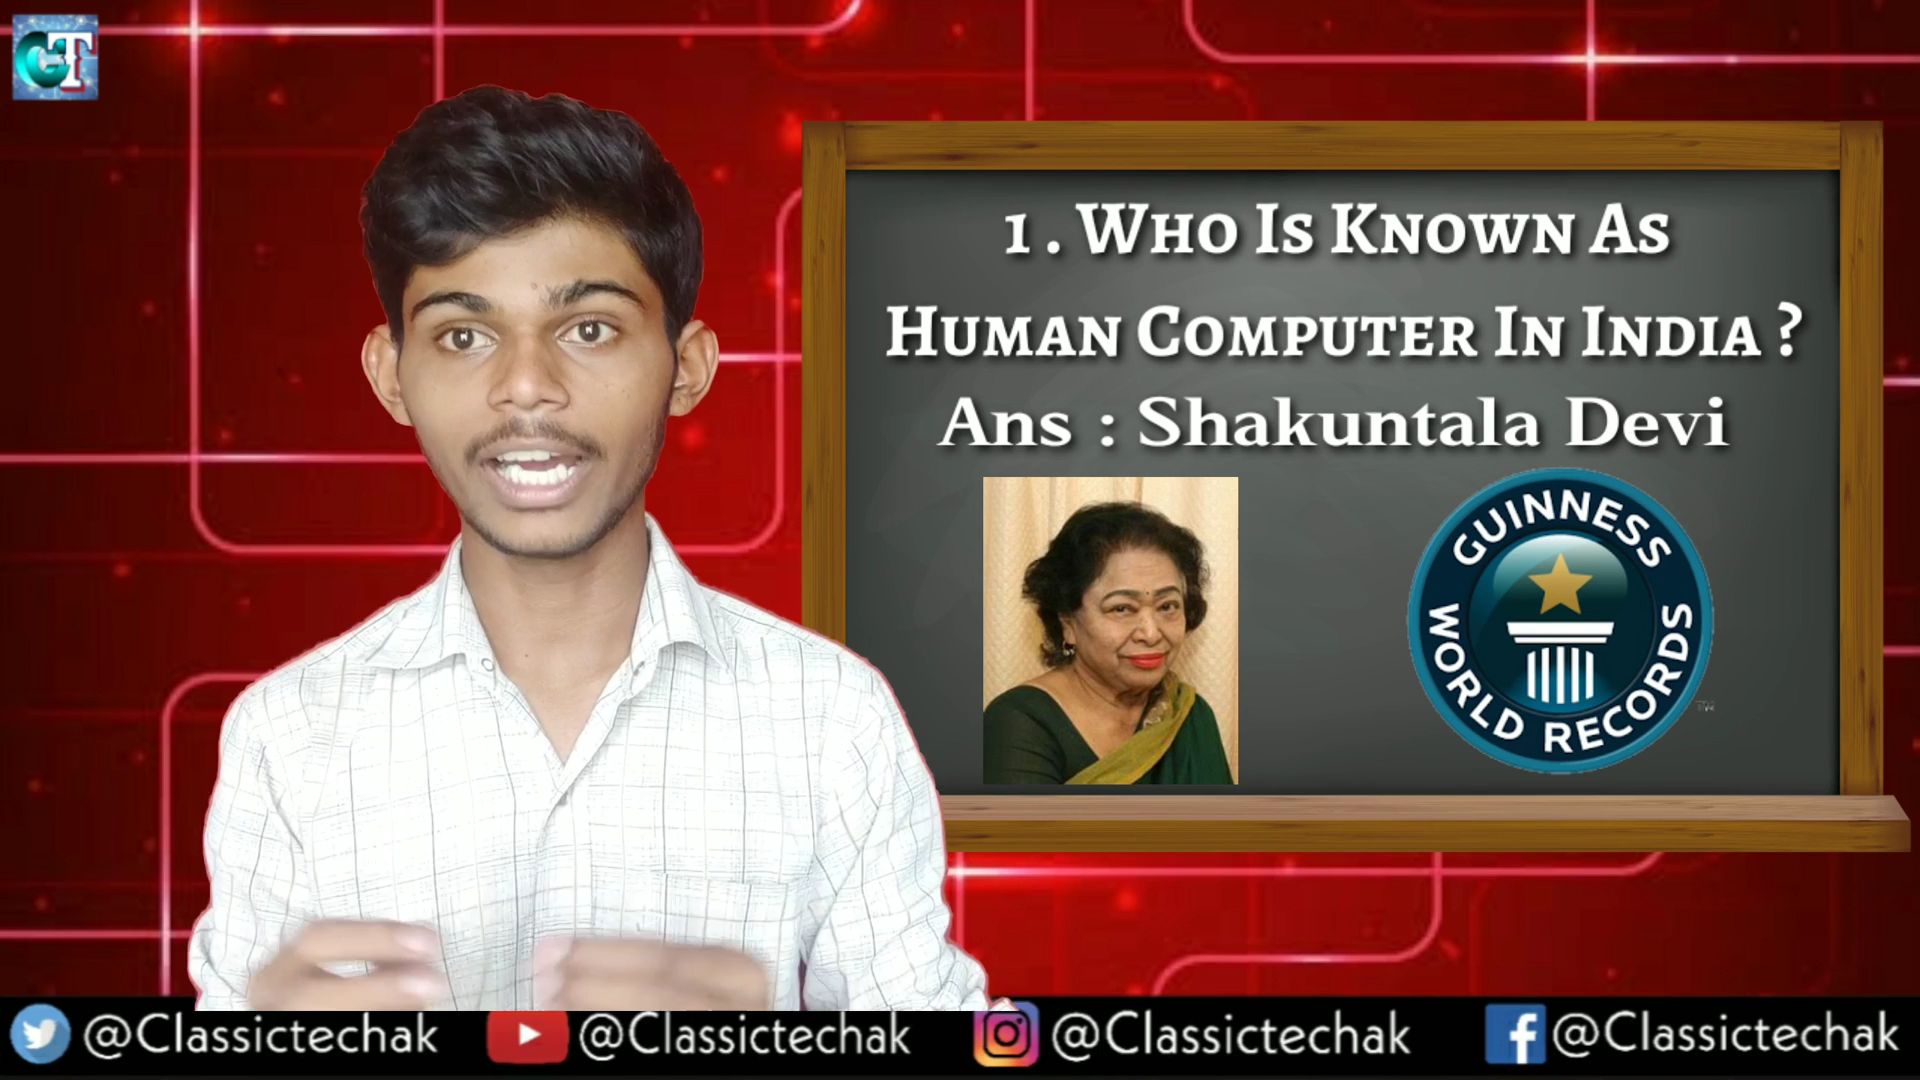 GT
1 . Who Is Known As
Human Computer In India ?
Ans : Shakuntala Devi
GUINNESS
WORLD RECORDS
TM
@Classictechak
@Classictechak
@Classictechak
@Classictechak